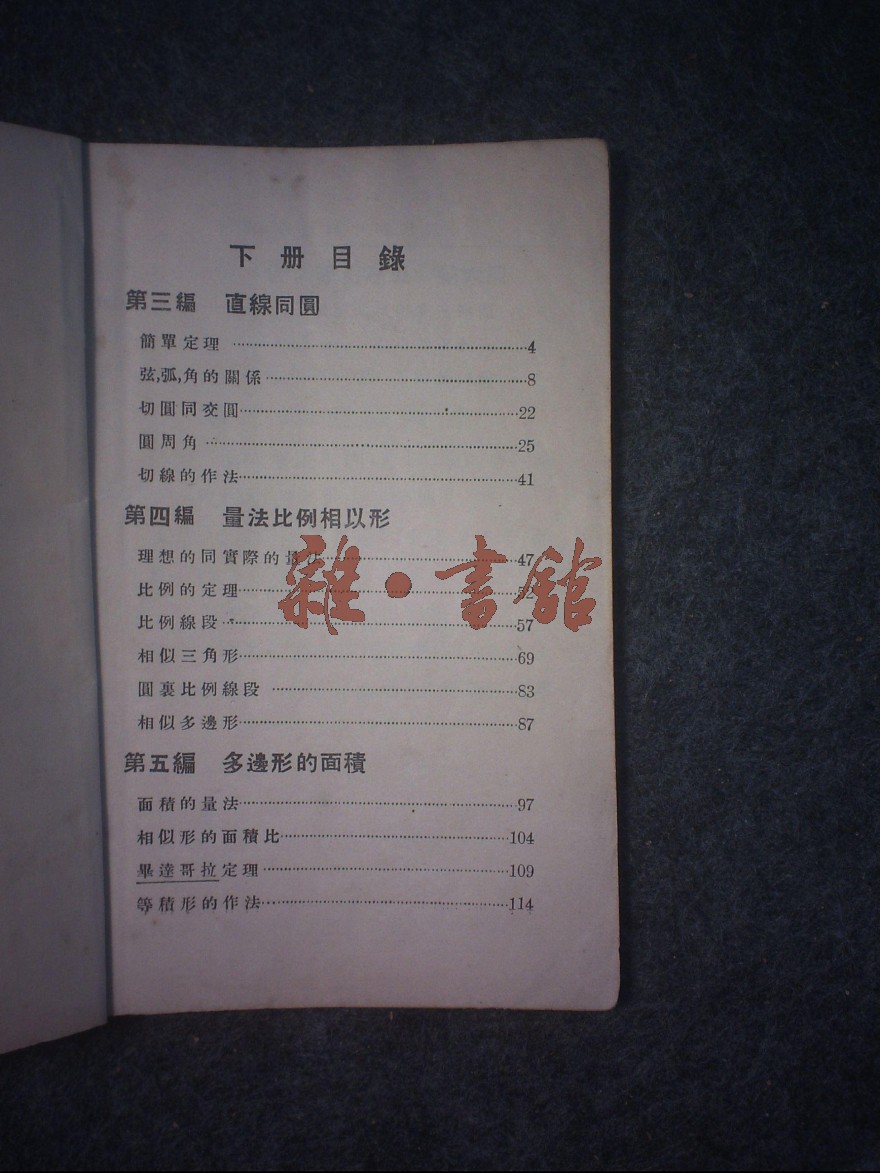 下册目錄
第三編 直線同圓
簡單定理 4
弦,弧,角的關係 8
切圓同交圓 22
圓周角 25
切線的作法 41
第四編 量法比例相以形
理想的同實際的量法 47
比例的定理 52
比例線段 57
相似三角形 69
圓裏比例線段 83
相似多邊形 87
雜·書館
第五編 多邊形的面積
面積的量法 97
相似形的面積比 104
畢達哥拉定理 109
等積形的作法 114